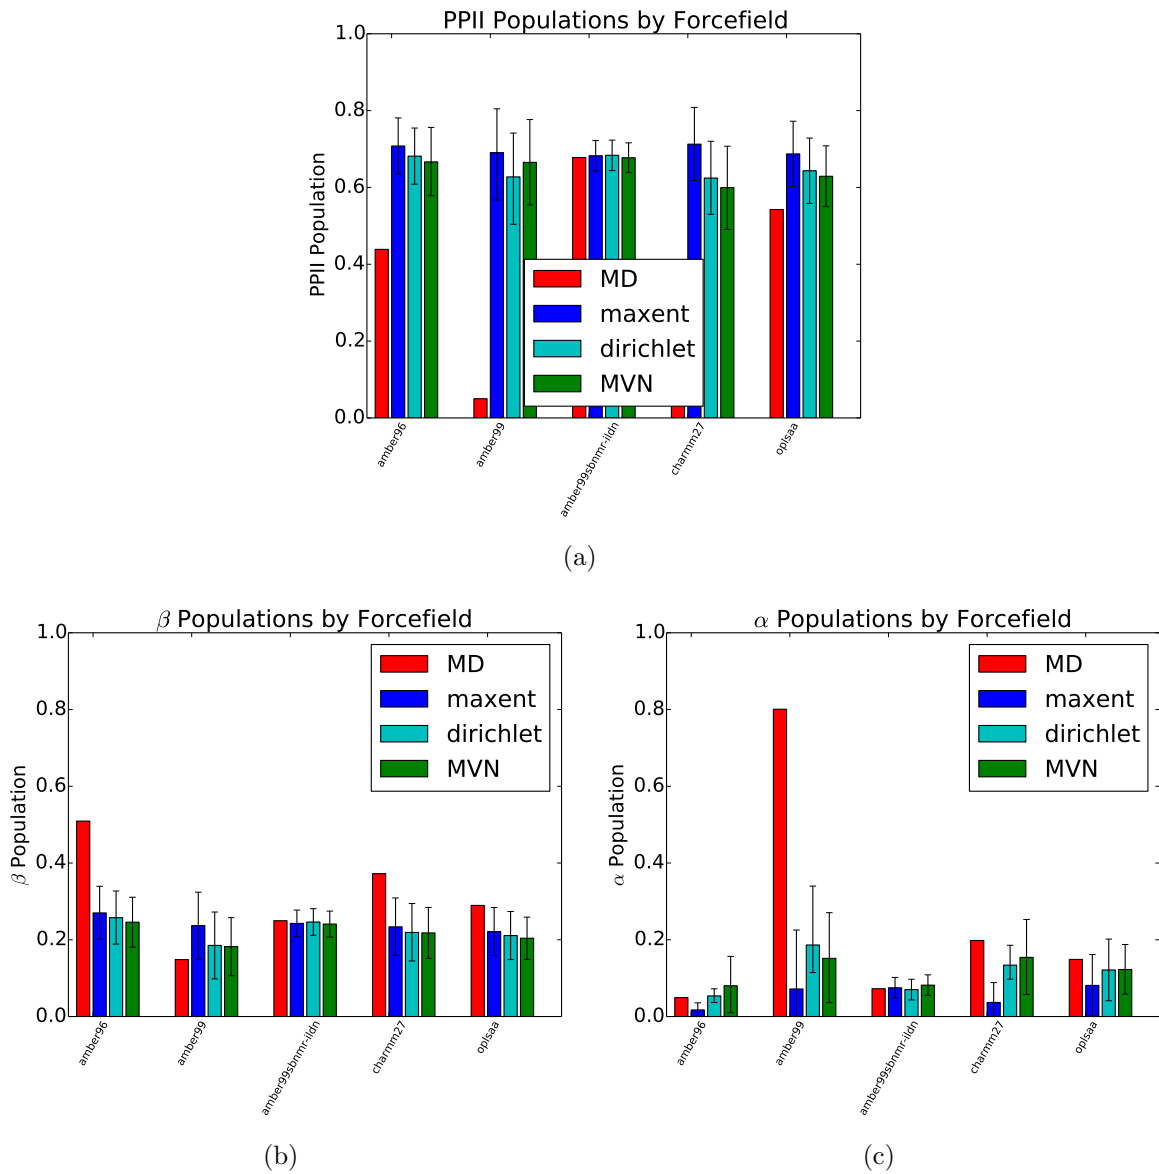 PPII Populations by Forcefield
1.0
0.8
0.6
0.4
0.2
0.0
PPII Population
MD
maxent
dirichlet
MVN
amber96
amber99
amber99sbnmr-ildn
charmm27
oplsaa
(a)
β Populations by Forcefield
1.0
0.8
0.6
0.4
0.2
0.0
β Population
MD
maxent
dirichlet
MVN
amber96
amber99
amber99sbnmr-ildn
charmm27
oplsaa
(b)
α Populations by Forcefield
1.0
0.8
0.6
0.4
0.2
0.0
α Population
MD
maxent
dirichlet
MVN
amber96
amber99
amber99sbnmr-ildn
charmm27
oplsaa
(c)